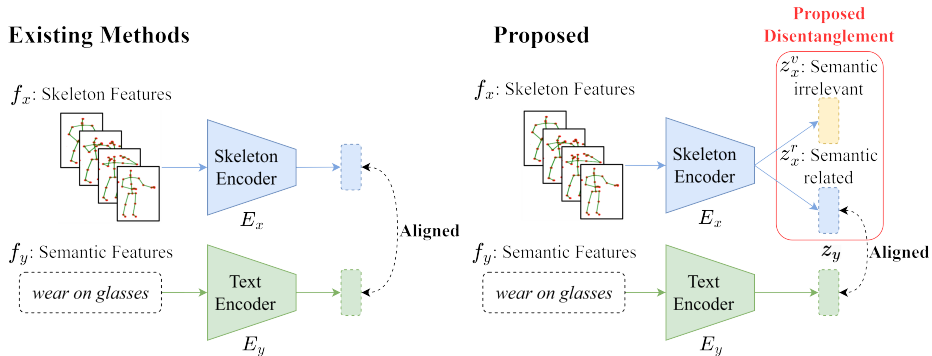 Existing Methods
f_x: Skeleton Features
Skeleton
Encoder
E_x
Aligned
f_y: Semantic Features
wear on glasses
Text
Encoder
E_y
Proposed
Proposed
Disentanglement
f_x: Skeleton Features
z_x^v: Semantic
irrelevant
Skeleton
Encoder
z_x^r: Semantic
related
E_x
z_y
Aligned
f_y: Semantic Features
wear on glasses
Text
Encoder
E_y